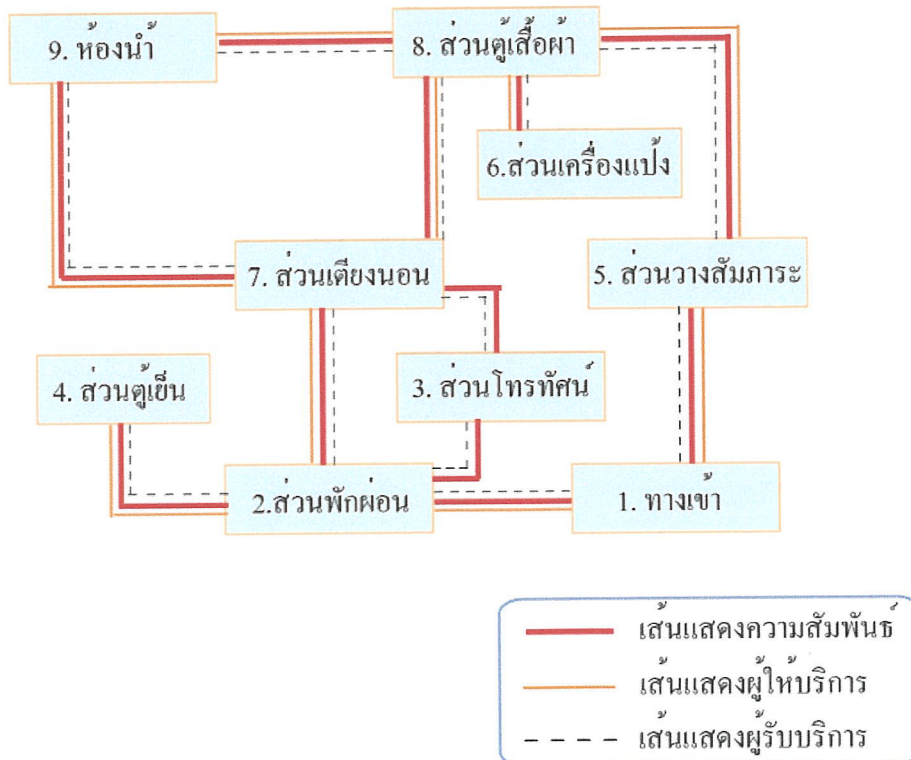 9. ห้องน้ำ
8. ส่วนตู้เสื้อผ้า
6.ส่วนเครื่องแป้ง
7. ส่วนเตียงนอน
5. ส่วนวางสัมภาระ
4. ส่วนตู้เย็น
3. ส่วนโทรทัศน์
2.ส่วนพักผ่อน
1. ทางเข้า
เส้นแสดงความสัมพันธ์
เส้นแสดงผู้ให้บริการ
เส้นแสดงผู้รับบริการ